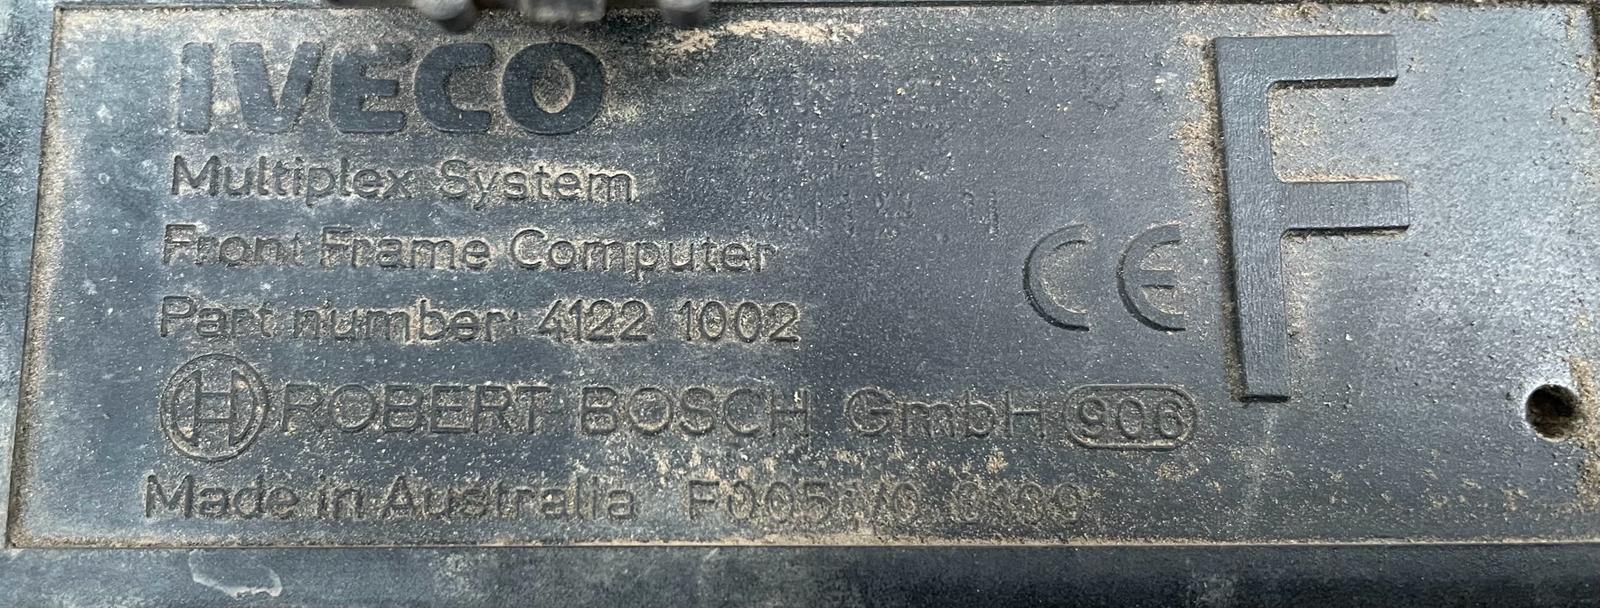 IVECO
Multiplex System
Front Frame Computer
Part number: 4122 1002
ROBERT BOSCH GmbH 906
Made in Australia
CE
F